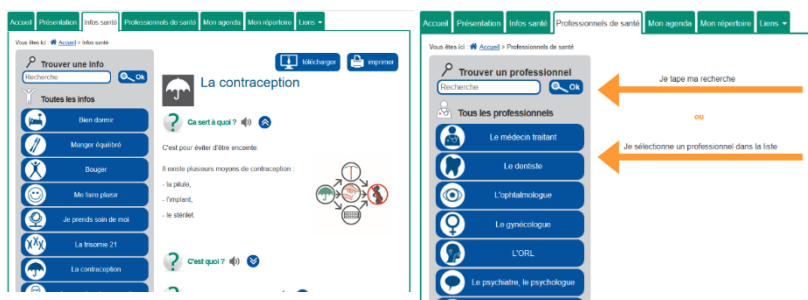 Accueil Présentation Infos santé Professionnels de santé Mon agenda Mon répertoire Liens
Vous êtes ici : Accueil > Infos santé
Trouver une info
Recherche Ok
Toutes les infos
Bien dormir
Manger équilibré
Bouger
Me faire plaisir
Je prends soin de moi
La trisomie 21
La contraception
télécharger imprimer
La contraception
Ca sert à quoi ?
C'est pour éviter d'être enceinte.
Il existe plusieurs moyens de contraception :
- la pilule,
- l'implant,
- le stérilet.
C'est quoi ?
Accueil Présentation Infos santé Professionnels de santé Mon agenda Mon répertoire Liens
Vous êtes ici : Accueil > Professionnels de santé
Trouver un professionnel
Recherche Ok
Tous les professionnels
Le médecin traitant
Le dentiste
L'ophtalmologue
Le gynécologue
L'ORL
Le psychiatre, le psychologue
Je tape ma recherche
ou
Je sélectionne un professionnel dans la liste